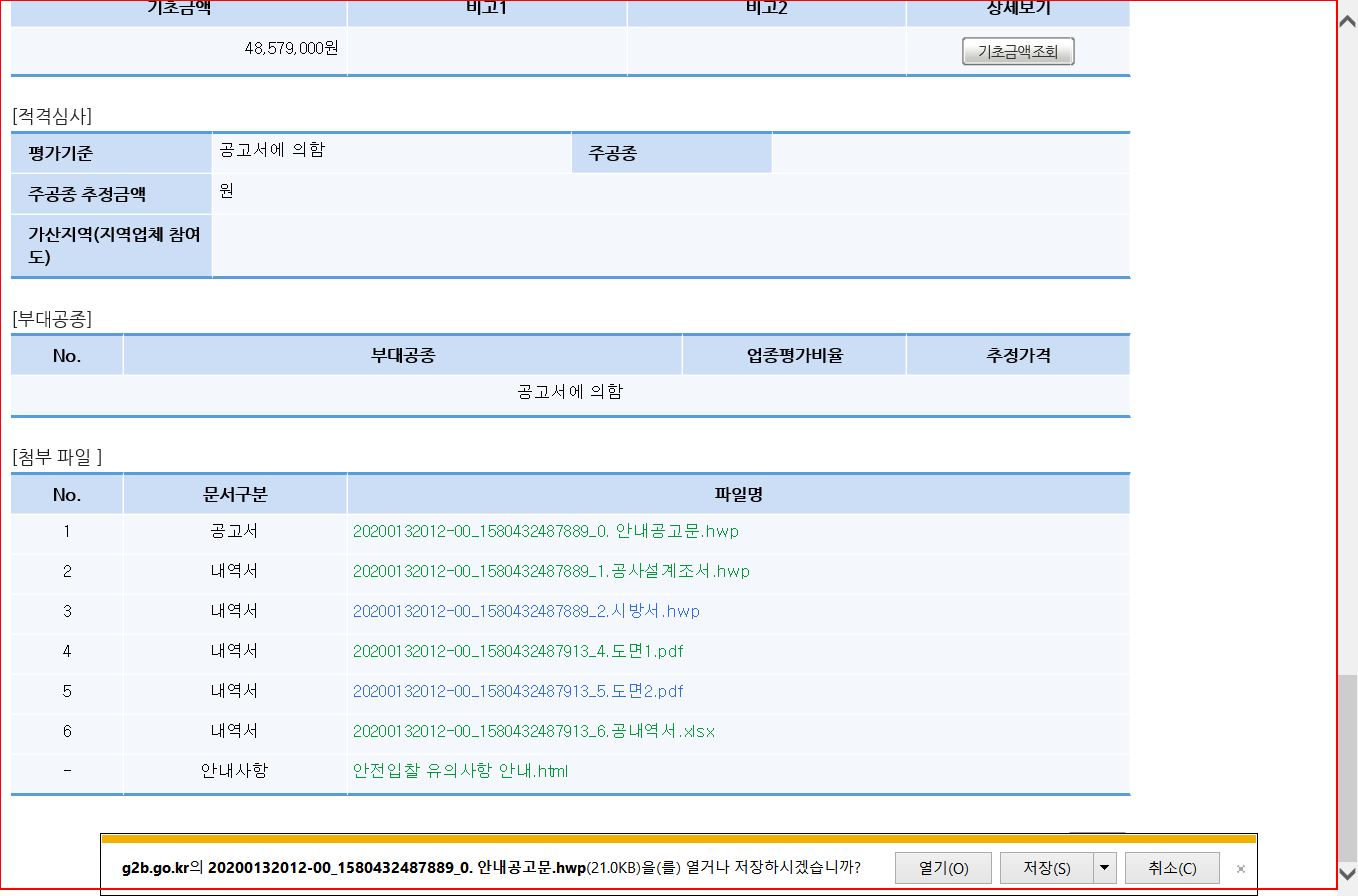 기초금액 비고1 비고2 상세보기
48,579,000원 기초금액조회
[적격심사]
평가기준 공고서에 의함 주공종
주공종 추정금액 원
가산지역(지역업체 참여
도)
[부대공종]
No. 부대공종 업종평가비율 추정가격
공고서에 의함
[첨부 파일 ]
No. 문서구분 파일명
1 공고서 20200132012-00_1580432487889_0. 안내공고문.hwp
2 내역서 20200132012-00_1580432487889_1.공사설계조서.hwp
3 내역서 20200132012-00_1580432487889_2.시방서.hwp
4 내역서 20200132012-00_1580432487913_4.도면1.pdf
5 내역서 20200132012-00_1580432487913_5.도면2.pdf
6 내역서 20200132012-00_1580432487913_6.공내역서.xlsx
- 안내사항 안전입찰 유의사항 안내.html
g2b.go.kr의 20200132012-00_1580432487889_0. 안내공고문.hwp(21.0KB)을(를) 열거나 저장하시겠습니까? 열기(O) 저장(S) 취소(C) ×